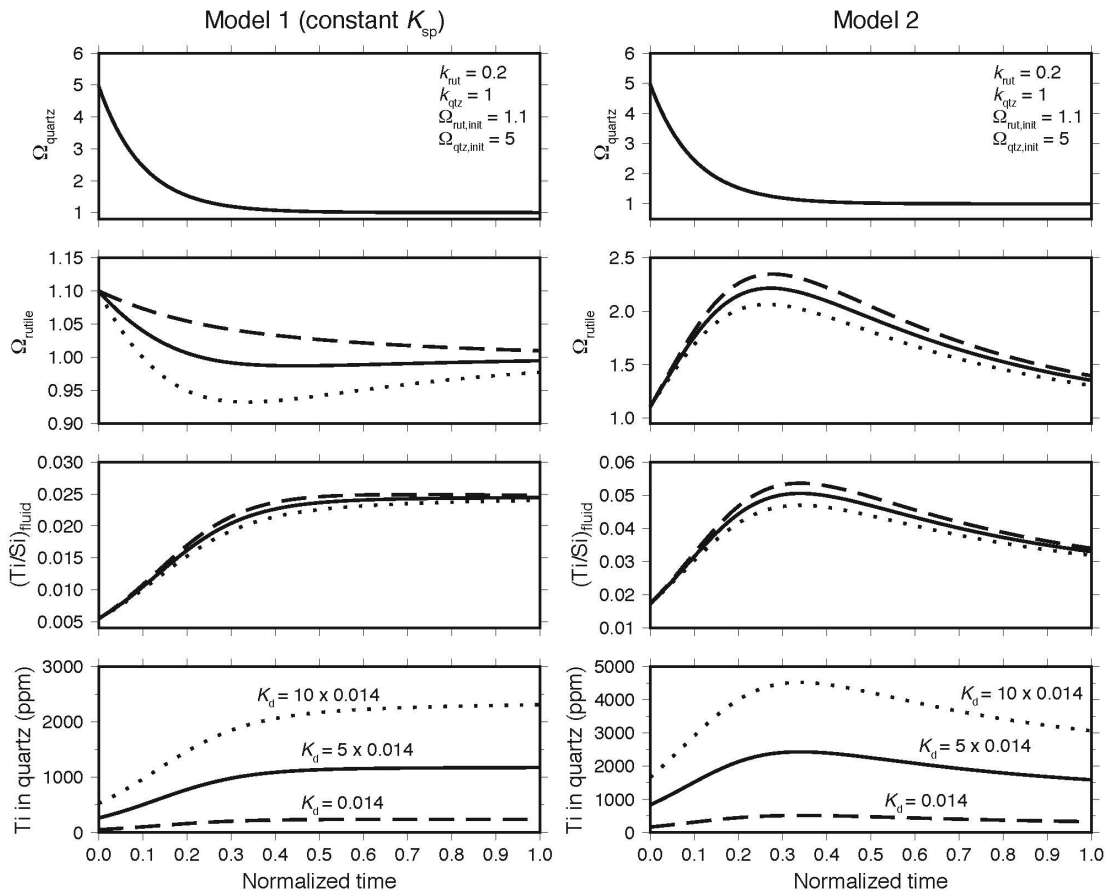 Model 1 (constant Ksp)
Model 2
6
5
4
3
2
1
Ωquartz
krut = 0.2
kqtz = 1
Ωrut,init = 1.1
Ωqtz,init = 5
6
5
4
3
2
1
Ωquartz
krut = 0.2
kqtz = 1
Ωrut,init = 1.1
Ωqtz,init = 5
1.15
1.10
1.05
1.00
0.95
0.90
Ωrutile
2.5
2.0
1.5
1.0
Ωrutile
0.030
0.025
0.020
0.015
0.010
0.005
(Ti/Si)fluid
0.06
0.05
0.04
0.03
0.02
0.01
(Ti/Si)fluid
3000
2000
1000
0
Ti in quartz (ppm)
Kd = 10 x 0.014
Kd = 5 x 0.014
Kd = 0.014
0.0 0.1 0.2 0.3 0.4 0.5 0.6 0.7 0.8 0.9 1.0
Normalized time
5000
4000
3000
2000
1000
0
Ti in quartz (ppm)
Kd = 10 x 0.014
Kd = 5 x 0.014
Kd = 0.014
0.0 0.1 0.2 0.3 0.4 0.5 0.6 0.7 0.8 0.9 1.0
Normalized time